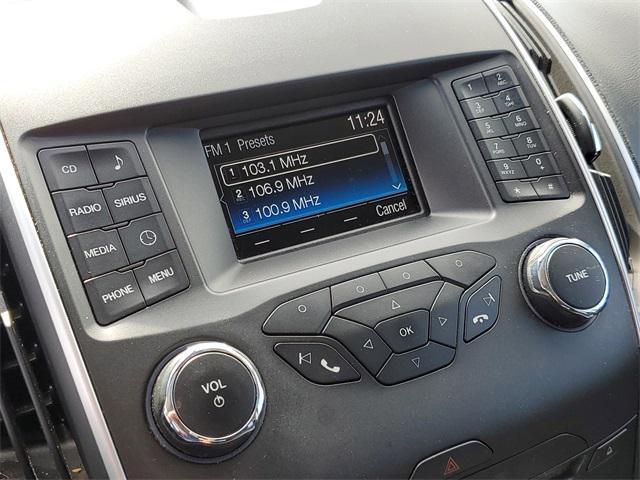 11:24
FM 1 Presets
1 103.1 MHz
2 106.9 MHz
3 100.9 MHz
Cancel
CD
RADIO SIRIUS
MEDIA
PHONE MENU
1 2 ABC
3 DEF 4 GHI
5 JKL 6 MNO
7 PQRS 8 TUV
9 WXYZ 0 +
* #
OK
VOL
TUNE